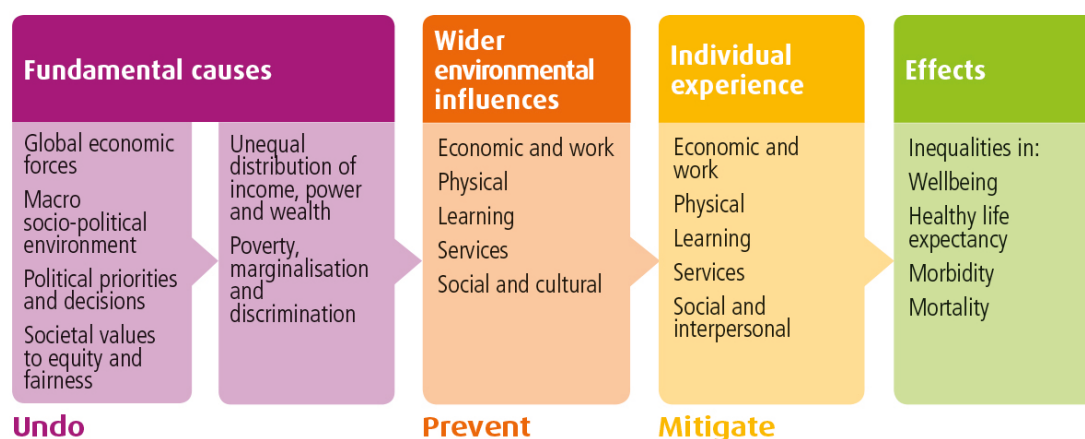 Fundamental causes
Global economic
forces
Macro
socio-political
environment
Political priorities
and decisions
Societal values
to equity and
fairness
Unequal
distribution of
income, power
and wealth
Poverty,
marginalisation
and
discrimination
Undo
Wider
environmental
influences
Economic and work
Physical
Learning
Services
Social and cultural
Prevent
Individual
experience
Economic and
work
Physical
Learning
Services
Social and
interpersonal
Mitigate
Effects
Inequalities in:
Wellbeing
Healthy life
expectancy
Morbidity
Mortality